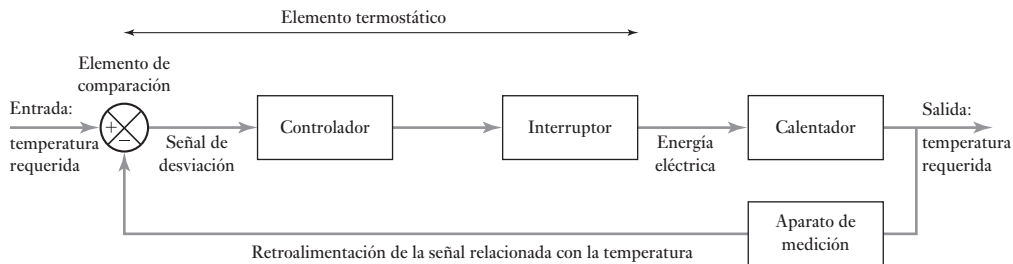 Elemento termostático
Elemento de
comparación
Entrada:
temperatura
requerida
+
−
Señal de
desviación
Controlador
Interruptor
Energía
eléctrica
Calentador
Salida:
temperatura
requerida
Aparato de
medición
Retroalimentación de la señal relacionada con la temperatura